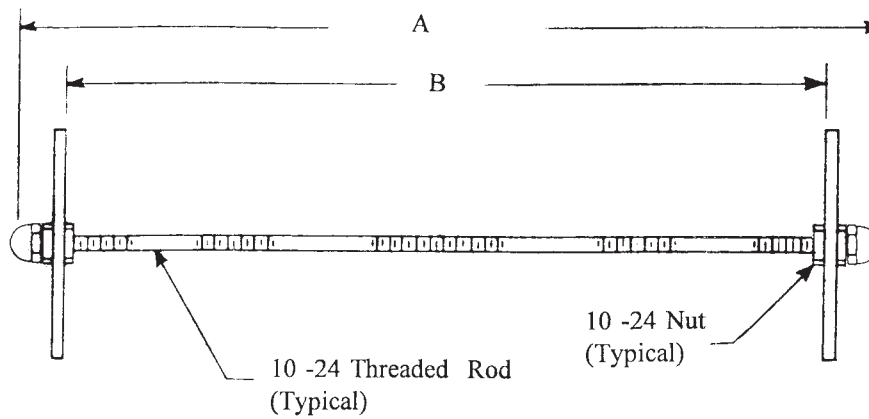 A
B
10 -24 Nut
(Typical)
10 -24 Threaded Rod
(Typical)